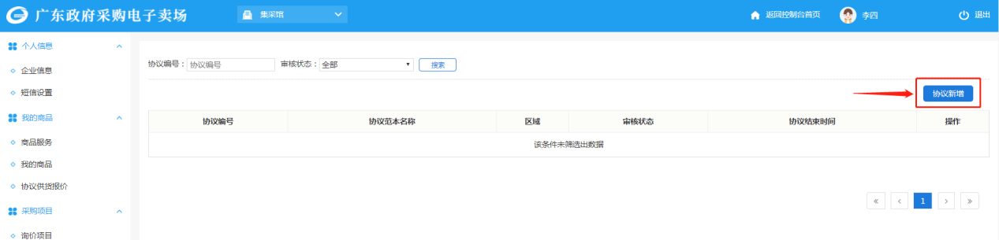 广东政府采购电子卖场 集采馆 返回控制台首页 李四 退出
个人信息
企业信息
短信设置
我的商品
商品服务
我的商品
协议供货报价
采购项目
询价项目
协议编号： 协议编号 审核状态： 全部 搜索
协议新增
协议编号 协议范本名称 区域 审核状态 协议结束时间 操作
该条件未筛选出数据
« < 1 > »